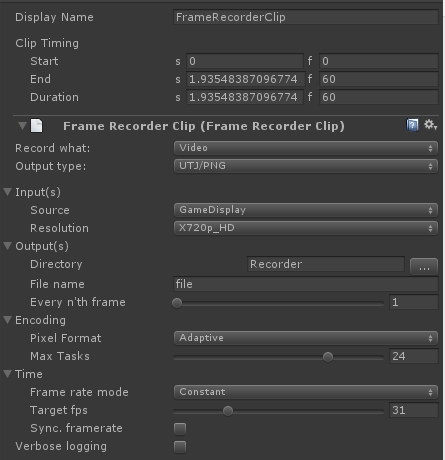 Display Name FrameRecorderClip
Clip Timing
Start s 0 f 0
End s 1.93548387096774 f 60
Duration s 1.93548387096774 f 60
Frame Recorder Clip (Frame Recorder Clip)
Record what: Video
Output type: UTJ/PNG
Input(s)
Source GameDisplay
Resolution X720p_HD
Output(s)
Directory Recorder ...
File name file
Every n'th frame 1
Encoding
Pixel Format Adaptive
Max Tasks 24
Time
Frame rate mode Constant
Target fps 31
Sync. framerate
Verbose logging